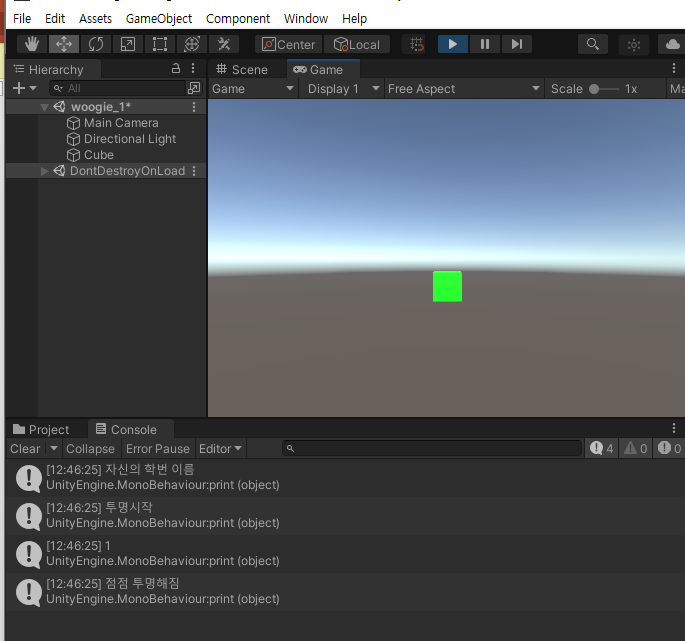 File Edit Assets GameObject Component Window Help
Center Local
Hierarchy
Scene Game
All
Game Display 1 Free Aspect Scale 1x Ma
woogie_1*
Main Camera
Directional Light
Cube
DontDestroyOnLoad
Project Console
Clear Collapse Error Pause Editor 4 0 0
[12:46:25] 자신의 학번 이름
UnityEngine.MonoBehaviour:print (object)
[12:46:25] 투명시작
UnityEngine.MonoBehaviour:print (object)
[12:46:25] 1
UnityEngine.MonoBehaviour:print (object)
[12:46:25] 점점 투명해짐
UnityEngine.MonoBehaviour:print (object)